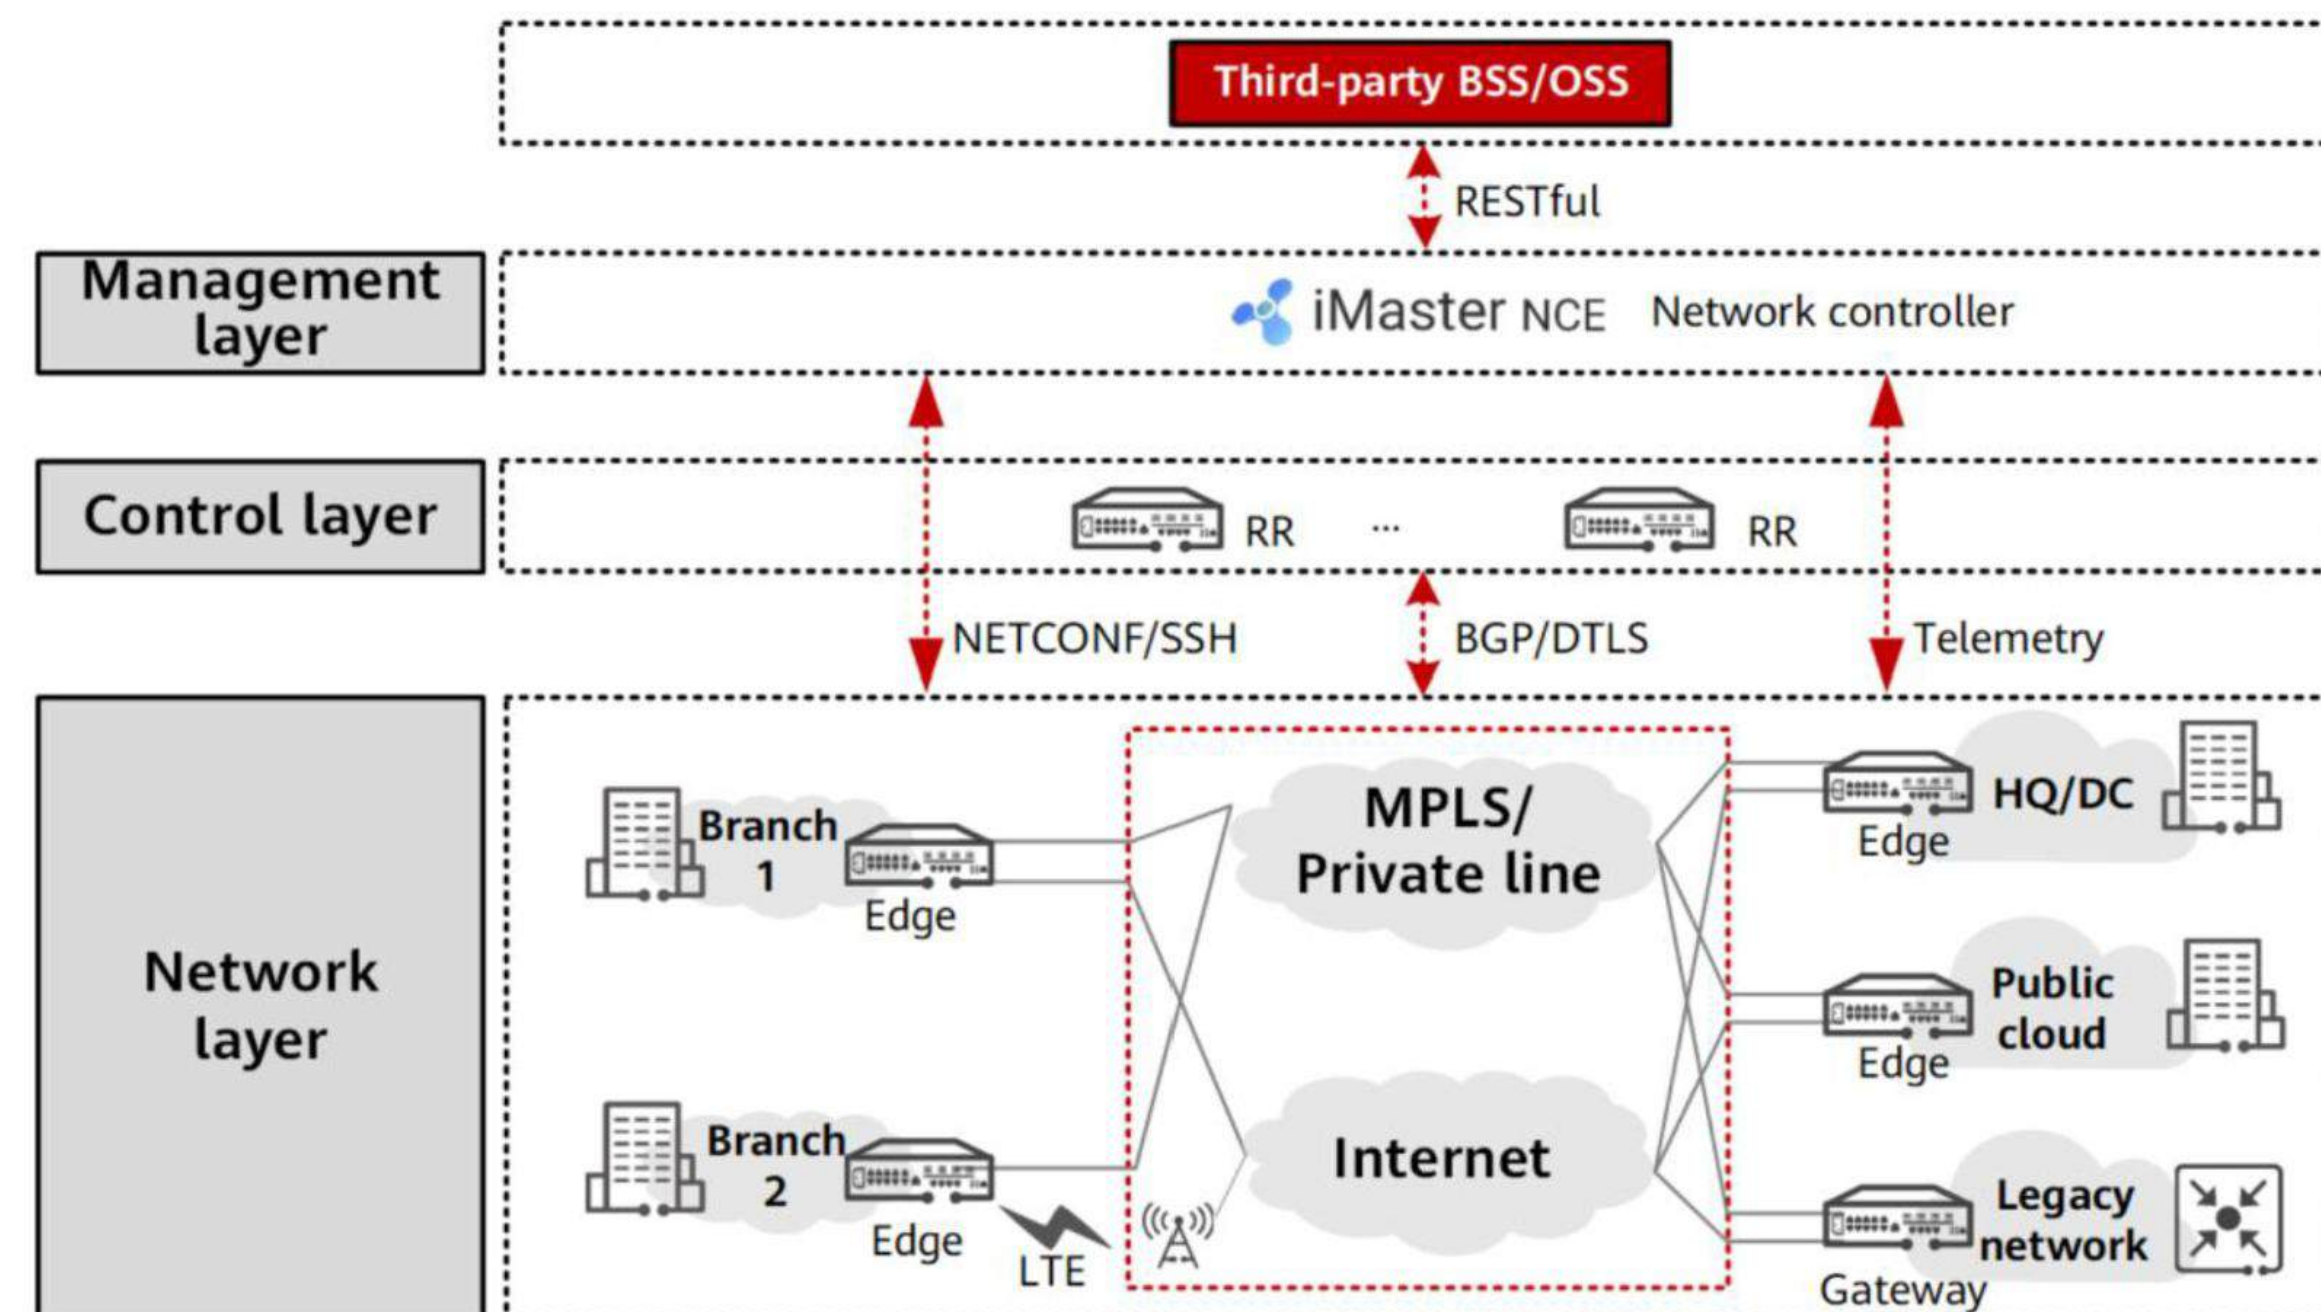 Third-party BSS/OSS
RESTful
Management
layer
iMaster NCE Network controller
Control layer
RR ... RR
NETCONF/SSH
BGP/DTLS
Telemetry
Network
layer
Branch
1
Edge
MPLS/
Private line
HQ/DC
Edge
Public
cloud
Edge
Branch
2
Edge
LTE
Internet
Legacy
network
Gateway